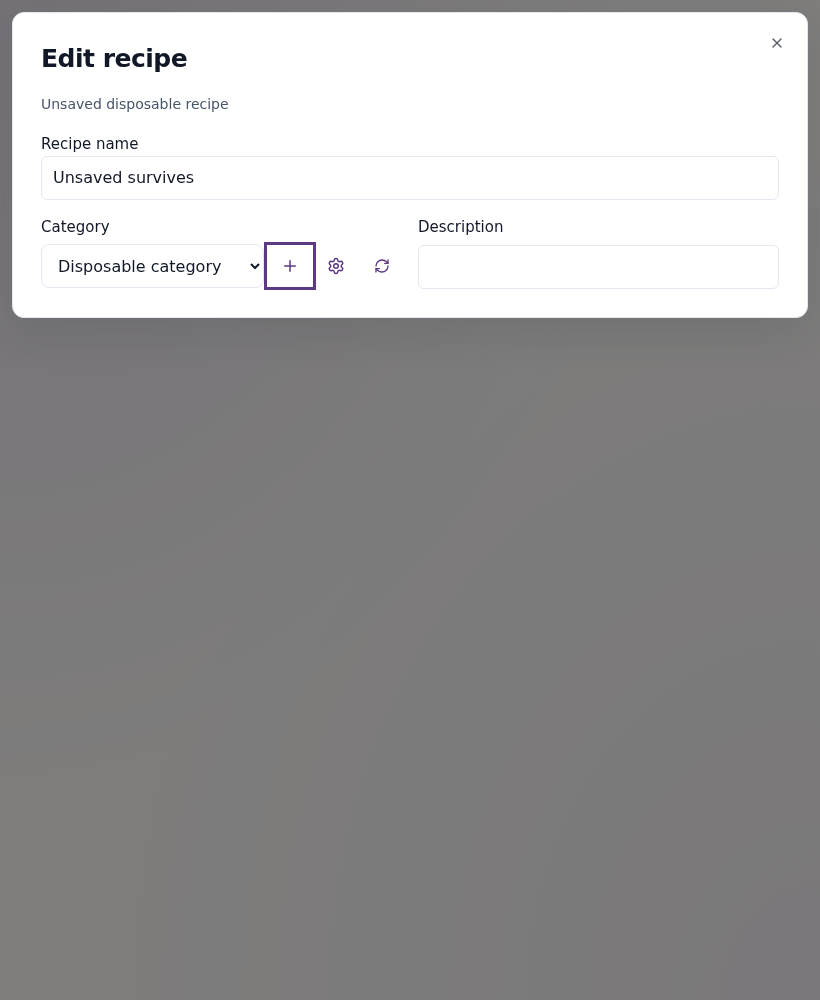 Edit recipe
Unsaved disposable recipe
Recipe name
Unsaved survives
Category
Description
Disposable category